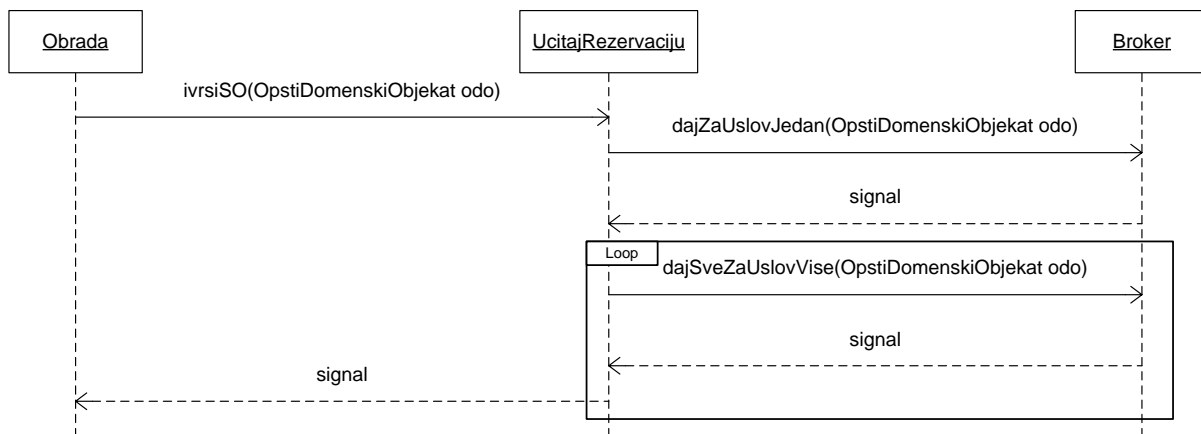 Obrada
UcitajRezervaciju
Broker
ivrsiSO(OpstiDomenskiObjekat odo)
dajZaUslovJedan(OpstiDomenskiObjekat odo)
signal
Loop
dajSveZaUslovVise(OpstiDomenskiObjekat odo)
signal
signal